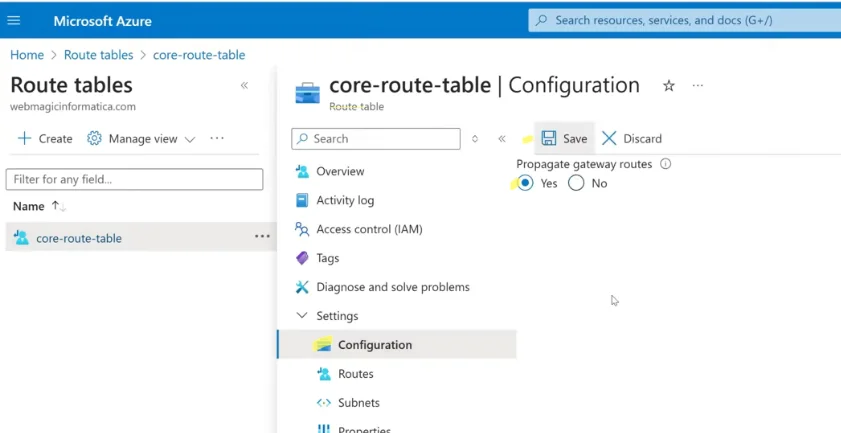 Microsoft Azure
Search resources, services, and docs (G+/)
Home > Route tables > core-route-table
Route tables
webmagicinformatica.com
Create Manage view
Filter for any field...
Name
core-route-table
core-route-table | Configuration
Route table
Search
Save Discard
Propagate gateway routes
Yes No
Overview
Activity log
Access control (IAM)
Tags
Diagnose and solve problems
Settings
Configuration
Routes
Subnets
Properties